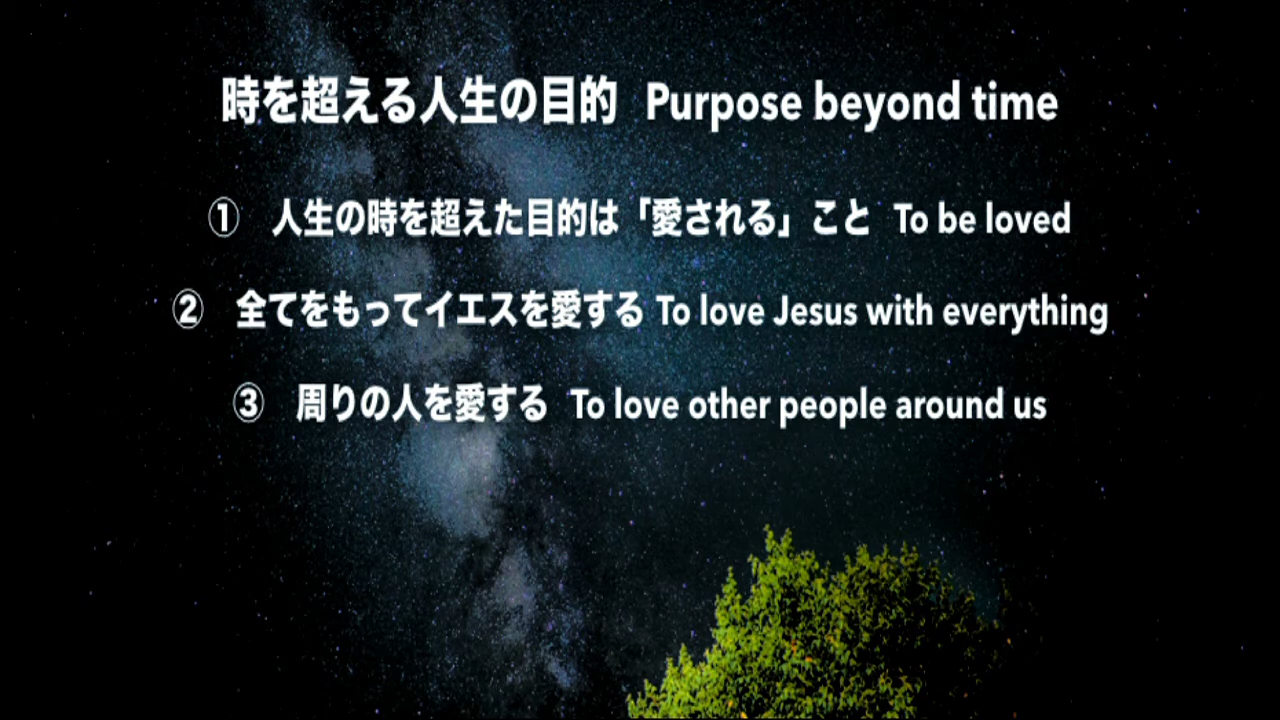 時を超える人生の目的 Purpose beyond time
① 人生の時を超えた目的は「愛される」こと To be loved
② 全てをもってイエスを愛する To love Jesus with everything
③ 周りの人を愛する To love other people around us